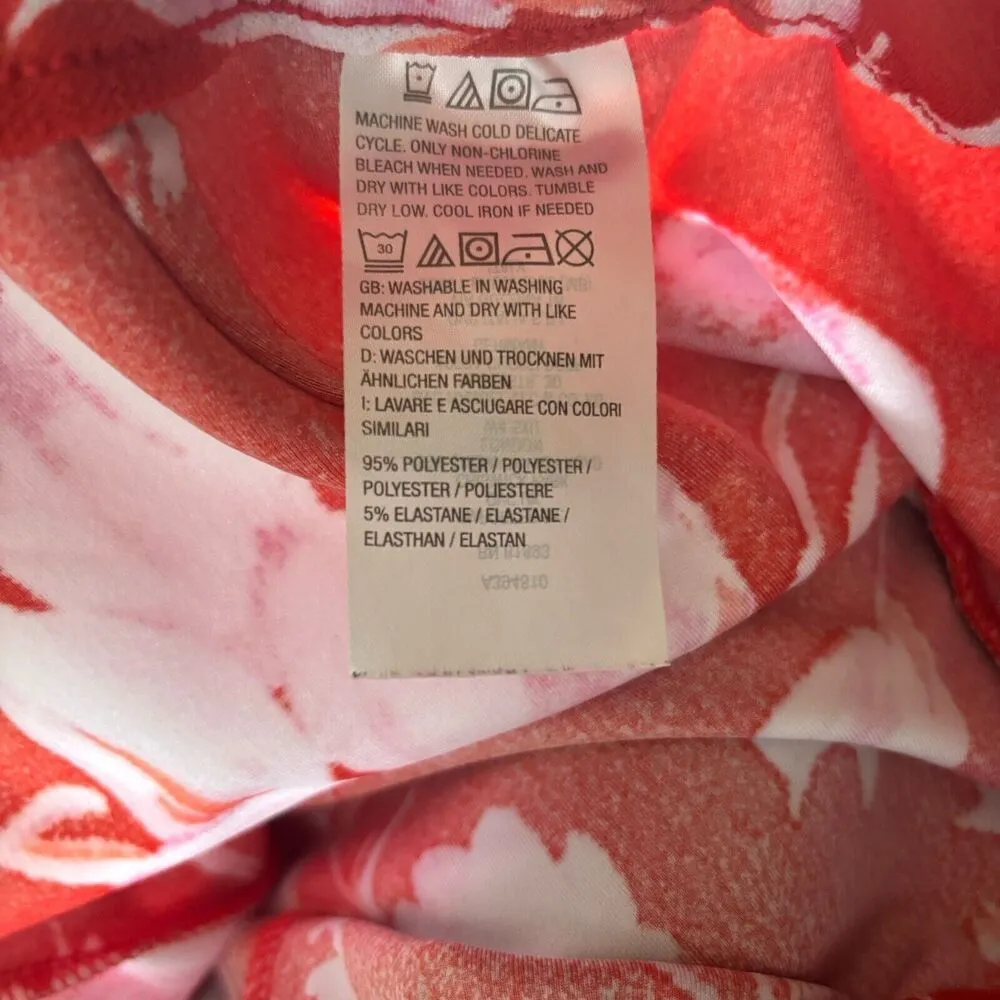 MACHINE WASH COLD DELICATE
CYCLE. ONLY NON-CHLORINE
BLEACH WHEN NEEDED. WASH AND
DRY WITH LIKE COLORS. TUMBLE
DRY LOW. COOL IRON IF NEEDED
30
GB: WASHABLE IN WASHING
MACHINE AND DRY WITH LIKE
COLORS
D: WASCHEN UND TROCKNEN MIT
ÄHNLICHEN FARBEN
I: LAVARE E ASCIUGARE CON COLORI
SIMILARI
95% POLYESTER / POLYESTER /
POLYESTER / POLIESTERE
5% ELASTANE / ELASTANE /
ELASTHAN / ELASTAN
A394810